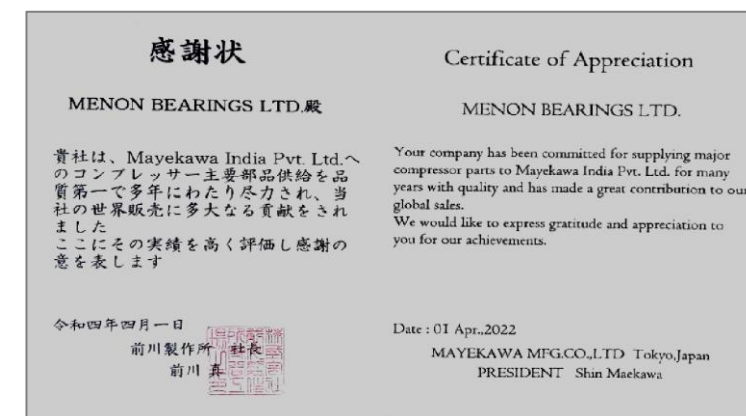 感謝状
MENON BEARINGS LTD.殿
貴社は、Mayekawa India Pvt. Ltd.へ
のコンプレッサー主要部品供給を品
質第一で多年にわたり尽力され、当
社の世界販売に多大なる貢献をされ
ました
ここにその実績を高く評価し感謝の
意を表します
令和四年四月一日
前川製作所 社長
前川 真
Certificate of Appreciation
MENON BEARINGS LTD.
Your company has been committed for supplying major
compressor parts to Mayekawa India Pvt. Ltd. for many
years with quality and has made a great contribution to our
global sales.
We would like to express gratitude and appreciation to
you for our achievements.
Date : 01 Apr.,2022
MAYEKAWA MFG.CO.,LTD Tokyo,Japan
PRESIDENT Shin Maekawa